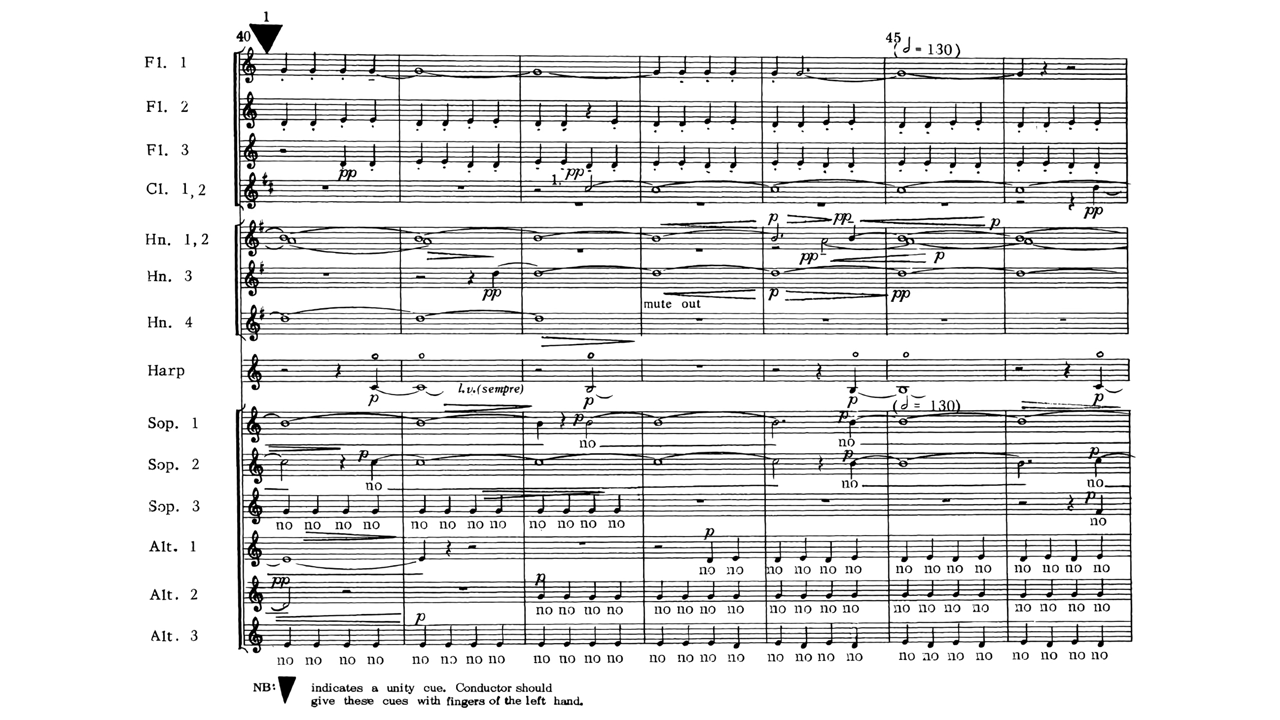 1
40
45
(𝅗𝅥 = 130)
Fl. 1
Fl. 2
Fl. 3
pp
pp
Cl. 1,2
1.
pp
p
pp
p
Hn. 1,2
pp
p
Hn. 3
pp
p
pp
mute out
Hn. 4
Harp
l.v.(sempre)
p
p
p
p
(𝅗𝅥 = 130)
Sop. 1
p
p
no
no
Sop. 2
p
p
p
no
no
no
Sop. 3
p
no no no no no no no no no no no no no
Alt. 1
p
no no no no no no no no no no no no no no
pp
p
Alt. 2
no no no no no no no no no no no no no no no no no no no no
p
Alt. 3
no no no no no no no no no no no no no no no no no no no no no no no no no no no no
NB: indicates a unity cue. Conductor should
give these cues with fingers of the left hand.